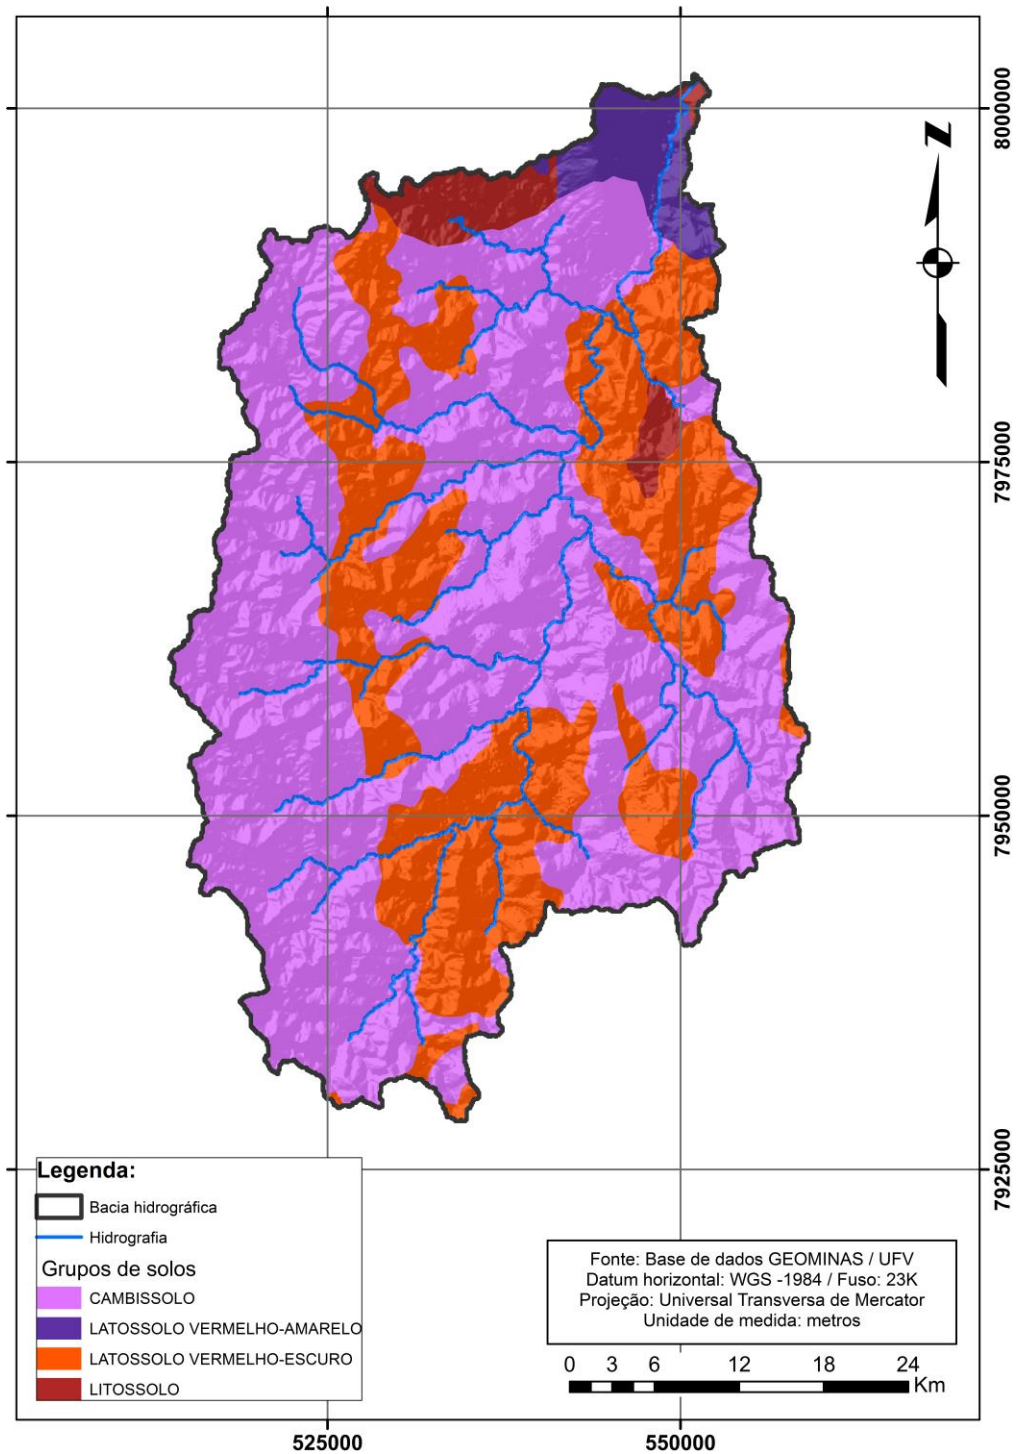 8000000
N
7975000
7950000
7925000
Legenda:
Bacia hidrográfica
Hidrografia
Grupos de solos
CAMBISSOLO
LATOSSOLO VERMELHO-AMARELO
LATOSSOLO VERMELHO-ESCURO
LITOSSOLO
Fonte: Base de dados GEOMINAS / UFV
Datum horizontal: WGS -1984 / Fuso: 23K
Projeção: Universal Transversa de Mercator
Unidade de medida: metros
0 3 6 12 18 24
Km
525000 550000